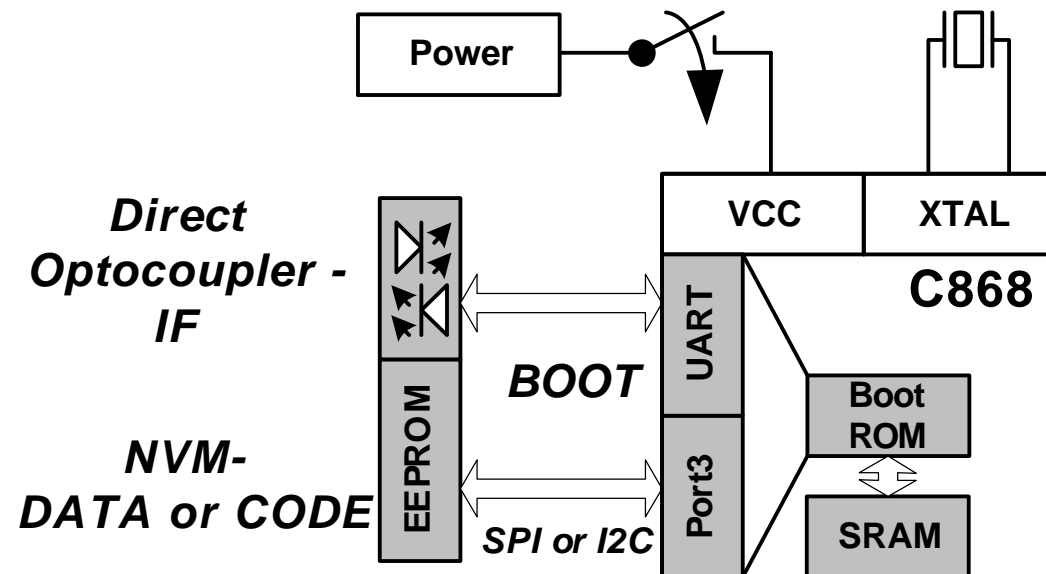 Power
VCC
XTAL
C868
Direct
Optocoupler -
IF
UART
BOOT
Boot
ROM
NVM-
DATA or CODE
EEPROM
SPI or I2C
Port3
SRAM